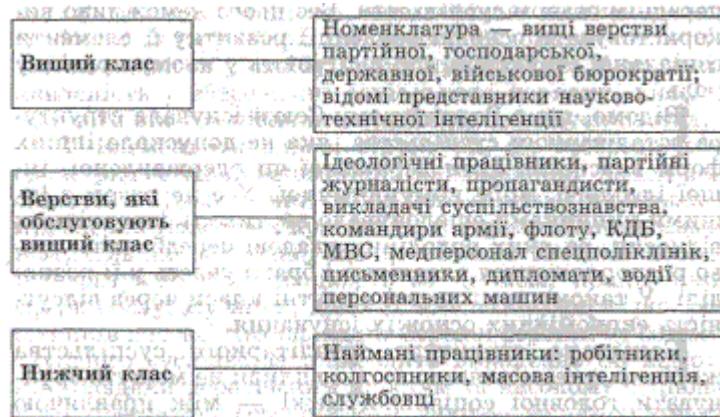 Вищий клас
Номенклатура — вищі верстви
партійної, господарської,
державної, військової бюрократії;
відомі представники науково-
технічної інтелігенції
Верстви, які
обслуговують
вищий клас
Ідеологічні працівники, партійні
журналісти, пропагандисти,
викладачі суспільствознавства,
командири армії, флоту, КДБ,
МВС, медперсонал спецполіклінік,
письменники, дипломати, водії
персональних машин
Нижчий клас
Наймані працівники: робітники,
колгоспники, масова інтелігенція,
службовці